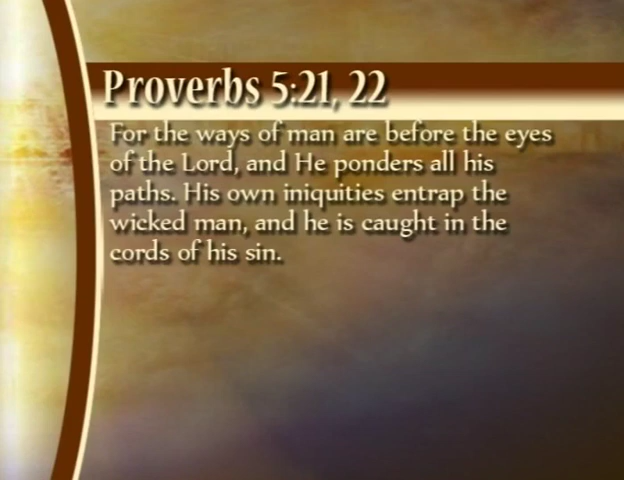 Proverbs 5:21, 22
For the ways of man are before the eyes
of the Lord, and He ponders all his
paths. His own iniquities entrap the
wicked man, and he is caught in the
cords of his sin.